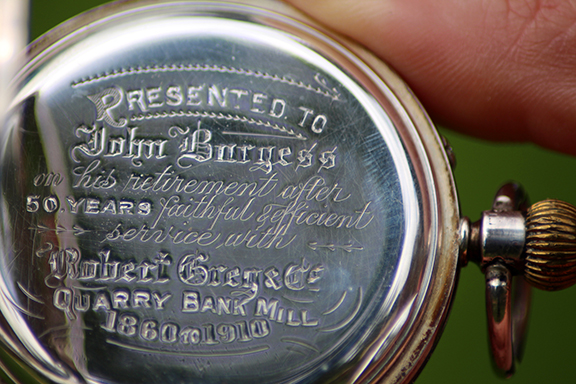 PRESENTED TO
John Burgess
on his retirement after
50 YEARS faithful & efficient
service, with
Robert Greg & Co
QUARRY BANK MILL
1860 TO 1910